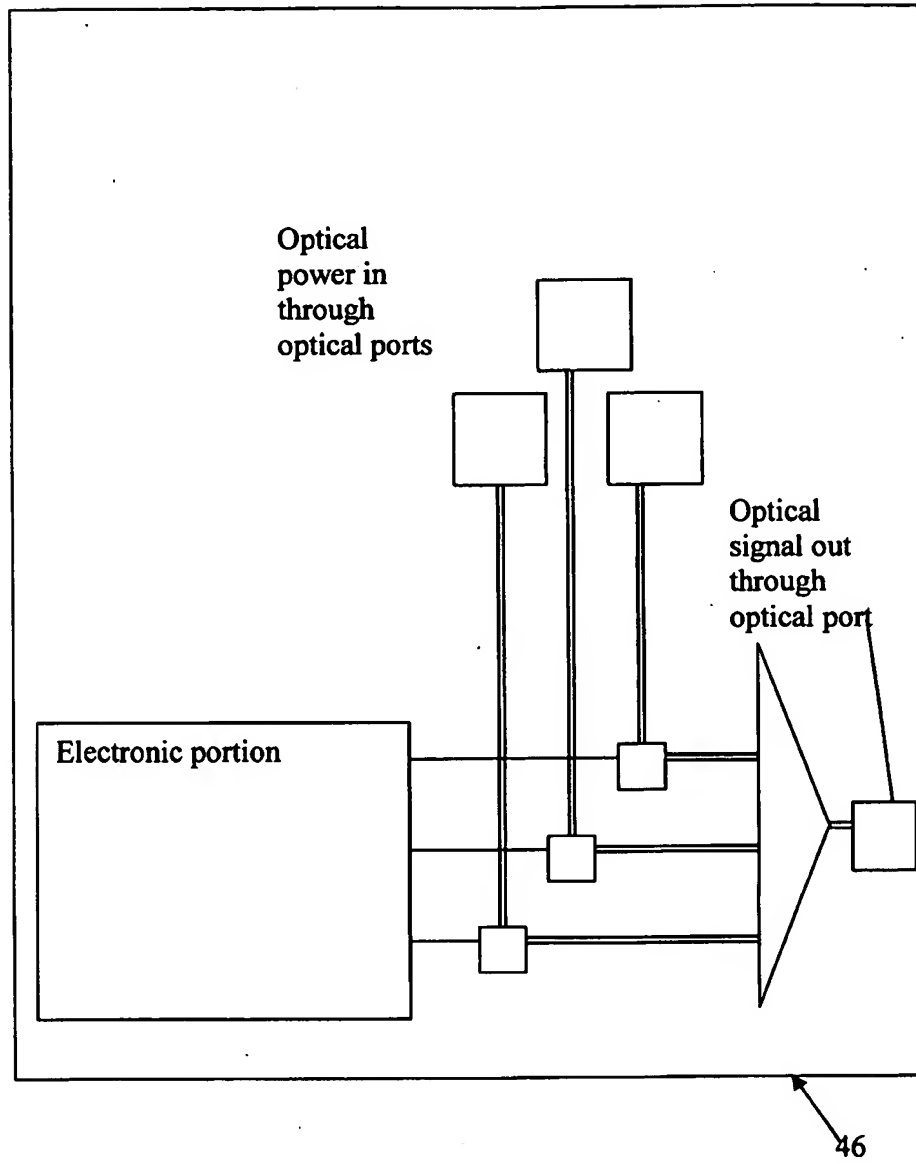 Optical
power in
through
optical ports
Optical
signal out
through
optical port
Electronic portion
46